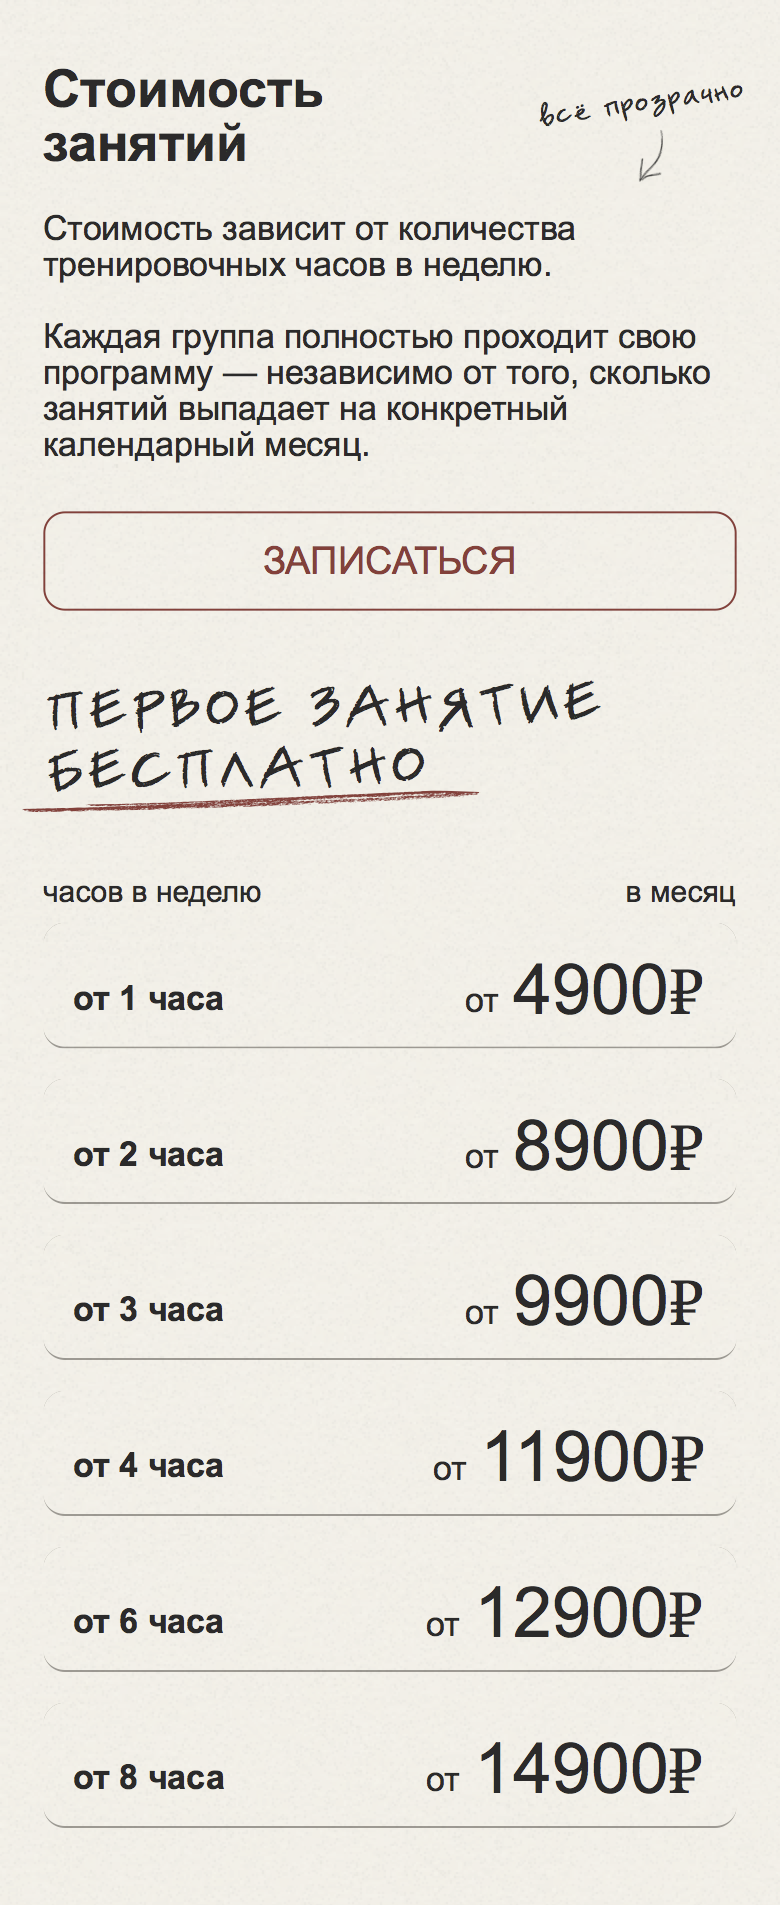 Стоимость
занятий
всё прозрачно
Стоимость зависит от количества
тренировочных часов в неделю.
Каждая группа полностью проходит свою
программу — независимо от того, сколько
занятий выпадает на конкретный
календарный месяц.
ЗАПИСАТЬСЯ
ПЕРВОЕ ЗАНЯТИЕ
БЕСПЛАТНО
часов в неделю в месяц
от 1 часа от 4900₽
от 2 часа от 8900₽
от 3 часа от 9900₽
от 4 часа от 11900₽
от 6 часа от 12900₽
от 8 часа от 14900₽